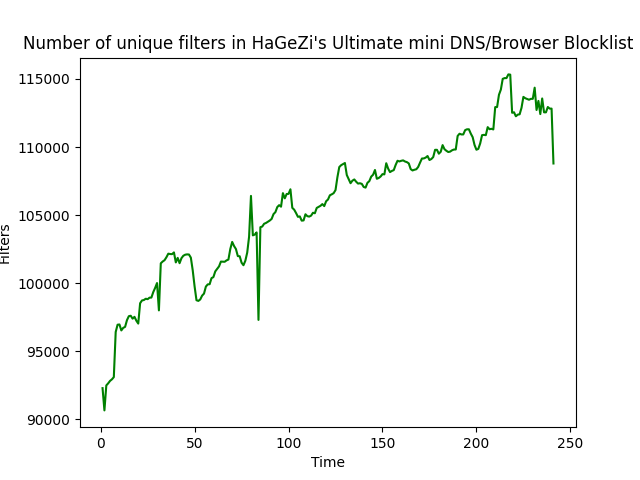 Number of unique filters in HaGeZi's Ultimate mini DNS/Browser Blocklist
115000
110000
105000
100000
95000
90000
Filters
0 50 100 150 200 250
Time